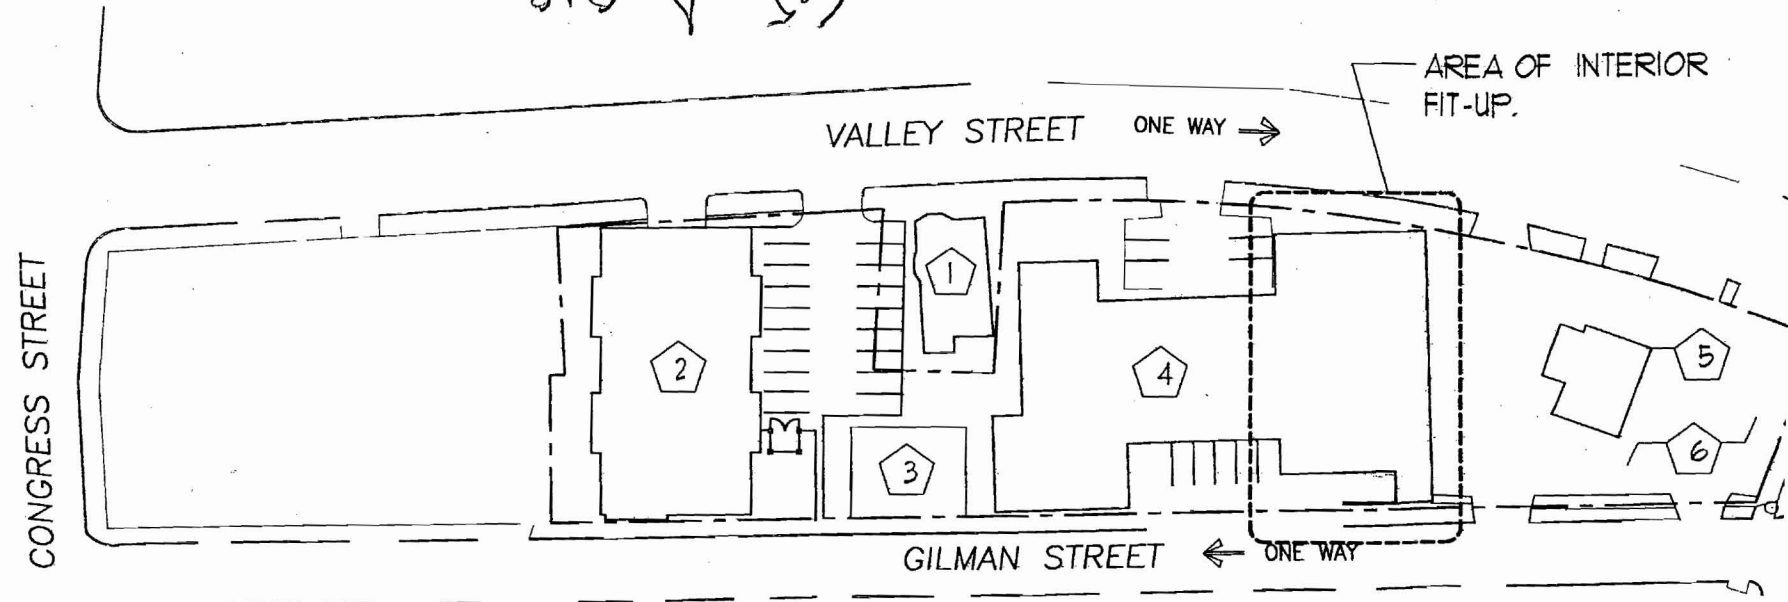 AREA OF INTERIOR
FIT-UP.
VALLEY STREET ONE WAY
CONGRESS STREET
1
2
3
4
5
6
GILMAN STREET ONE WAY